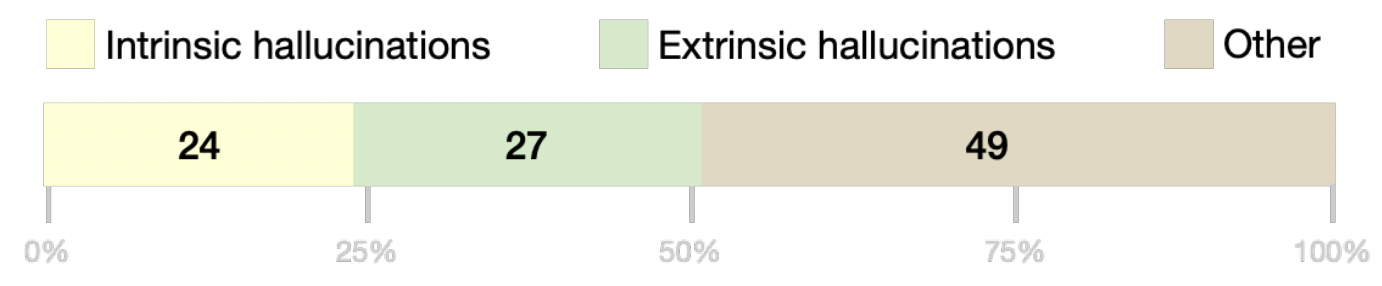 Intrinsic hallucinations Extrinsic hallucinations Other
24 27 49
0% 25% 50% 75% 100%